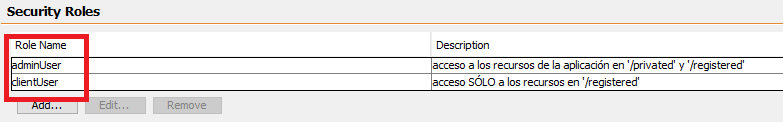 Security Roles
Role Name Description
adminUser acceso a los recursos de la aplicación en '/privated' y '/registered'
clientUser acceso SÓLO a los recursos en '/registered'
Add... Edit... Remove